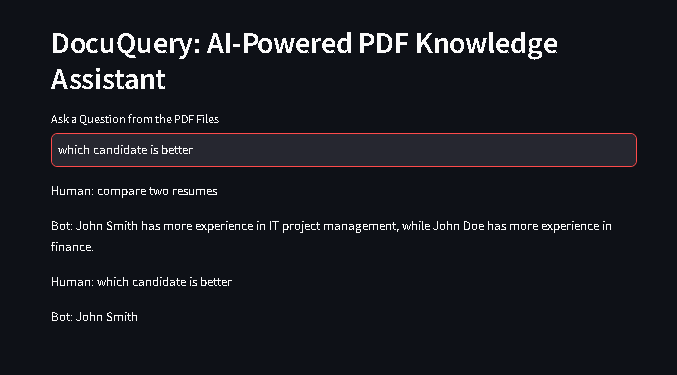 DocuQuery: AI-Powered PDF Knowledge
Assistant
Ask a Question from the PDF Files
which candidate is better
Human: compare two resumes
Bot: John Smith has more experience in IT project management, while John Doe has more experience in
finance.
Human: which candidate is better
Bot: John Smith